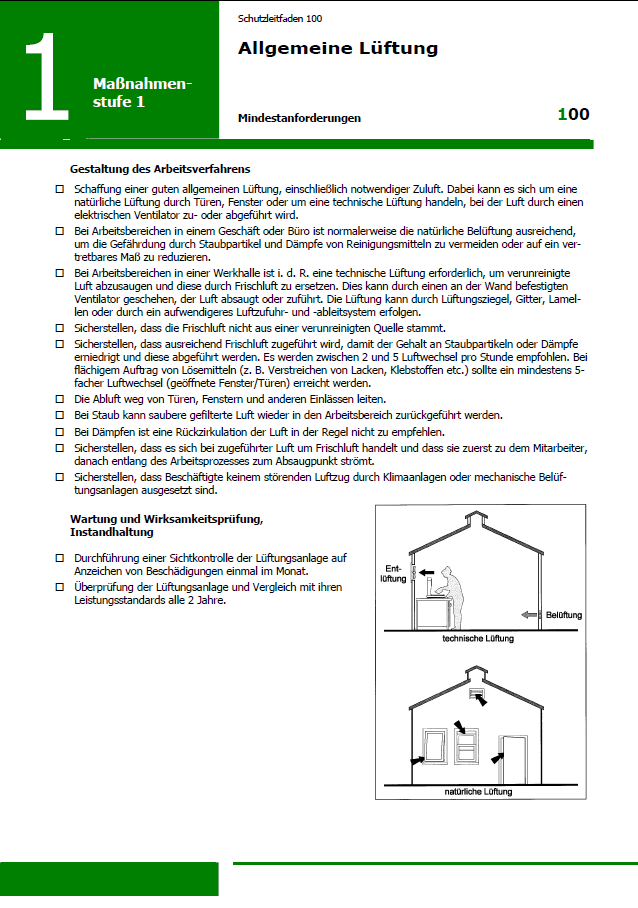 Schutzleitfaden 100
1
Allgemeine Lüftung
Maßnahmen-
stufe 1
Mindestanforderungen
100
Gestaltung des Arbeitsverfahrens
☐ Schaffung einer guten allgemeinen Lüftung, einschließlich notwendiger Zuluft. Dabei kann es sich um eine
natürliche Lüftung durch Türen, Fenster oder um eine technische Lüftung handeln, bei der Luft durch einen
elektrischen Ventilator zu- oder abgeführt wird.
☐ Bei Arbeitsbereichen in einem Geschäft oder Büro ist normalerweise die natürliche Belüftung ausreichend,
um die Gefährdung durch Staubpartikel und Dämpfe von Reinigungsmitteln zu vermeiden oder auf ein ver-
tretbares Maß zu reduzieren.
☐ Bei Arbeitsbereichen in einer Werkhalle ist i. d. R. eine technische Lüftung erforderlich, um verunreinigte
Luft abzusaugen und diese durch Frischluft zu ersetzen. Dies kann durch einen an der Wand befestigten
Ventilator geschehen, der Luft absaugt oder zuführt. Die Lüftung kann durch Lüftungsziegel, Gitter, Lamel-
len oder durch ein aufwendigeres Luftzufuhr- und -ableitsystem erfolgen.
☐ Sicherstellen, dass die Frischluft nicht aus einer verunreinigten Quelle stammt.
☐ Sicherstellen, dass ausreichend Frischluft zugeführt wird, damit der Gehalt an Staubpartikeln oder Dämpfe
erniedrigt und diese abgeführt werden. Es werden zwischen 2 und 5 Luftwechsel pro Stunde empfohlen. Bei
flächigem Auftrag von Lösemitteln (z. B. Verstreichen von Lacken, Klebstoffen etc.) sollte ein mindestens 5-
facher Luftwechsel (geöffnete Fenster/Türen) erreicht werden.
☐ Die Abluft weg von Türen, Fenstern und anderen Einlässen leiten.
☐ Bei Staub kann saubere gefilterte Luft wieder in den Arbeitsbereich zurückgeführt werden.
☐ Bei Dämpfen ist eine Rückzirkulation der Luft in der Regel nicht zu empfehlen.
☐ Sicherstellen, dass es sich bei zugeführter Luft um Frischluft handelt und dass sie zuerst zu dem Mitarbeiter,
danach entlang des Arbeitsprozesses zum Absaugpunkt strömt.
☐ Sicherstellen, dass Beschäftigte keinem störenden Luftzug durch Klimaanlagen oder mechanische Belüf-
tungsanlagen ausgesetzt sind.
Wartung und Wirksamkeitsprüfung,
Instandhaltung
☐ Durchführung einer Sichtkontrolle der Lüftungsanlage auf
Anzeichen von Beschädigungen einmal im Monat.
☐ Überprüfung der Lüftungsanlage und Vergleich mit ihren
Leistungsstandards alle 2 Jahre.
Ent-
lüftung
Belüftung
technische Lüftung
natürliche Lüftung